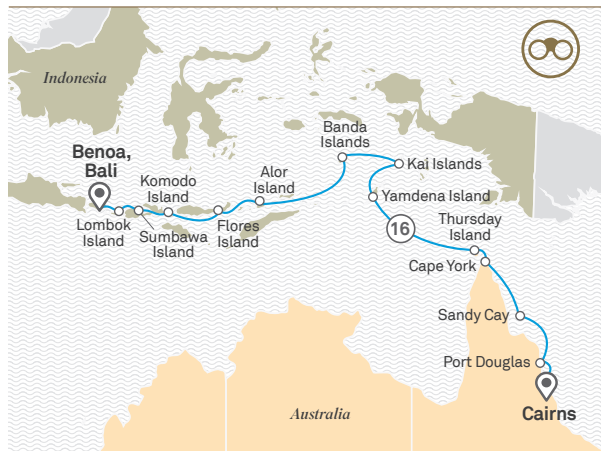 Indonesia
Banda
Islands
Benoa,
Bali
Kai Islands
Alor
Island
Komodo
Island
Yamdena Island
Lombok
Island
Sumbawa
Island
Flores
Island
16
Thursday
Island
Cape York
Sandy Cay
Port Douglas
Australia
Cairns